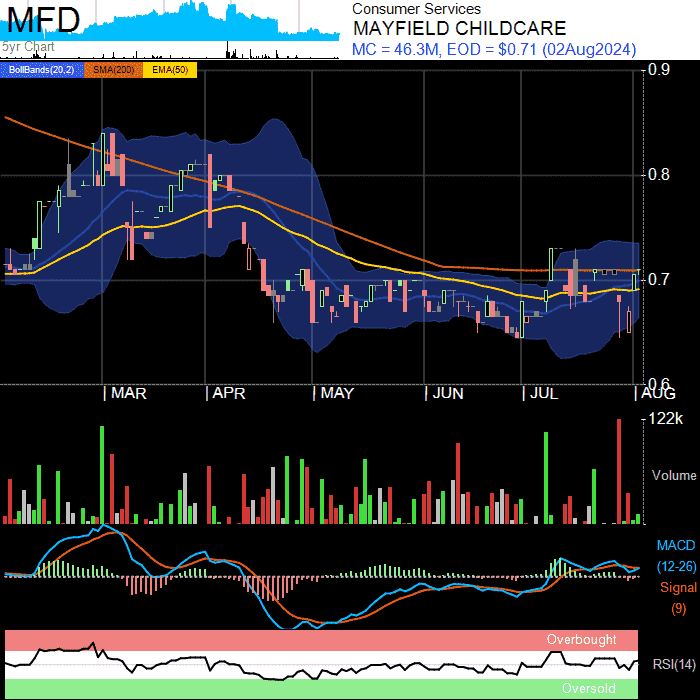 MFD
5yr Chart
Consumer Services
MAYFIELD CHILDCARE
MC = 46.3M, EOD = $0.71 (02Aug2024)
BollBands(20,2) SMA(200) EMA(50)
0.9
0.8
0.7
0.6
MAR APR MAY JUN JUL AUG
122k
Volume
MACD
(12-26)
Signal
(9)
Overbought
RSI(14)
Oversold